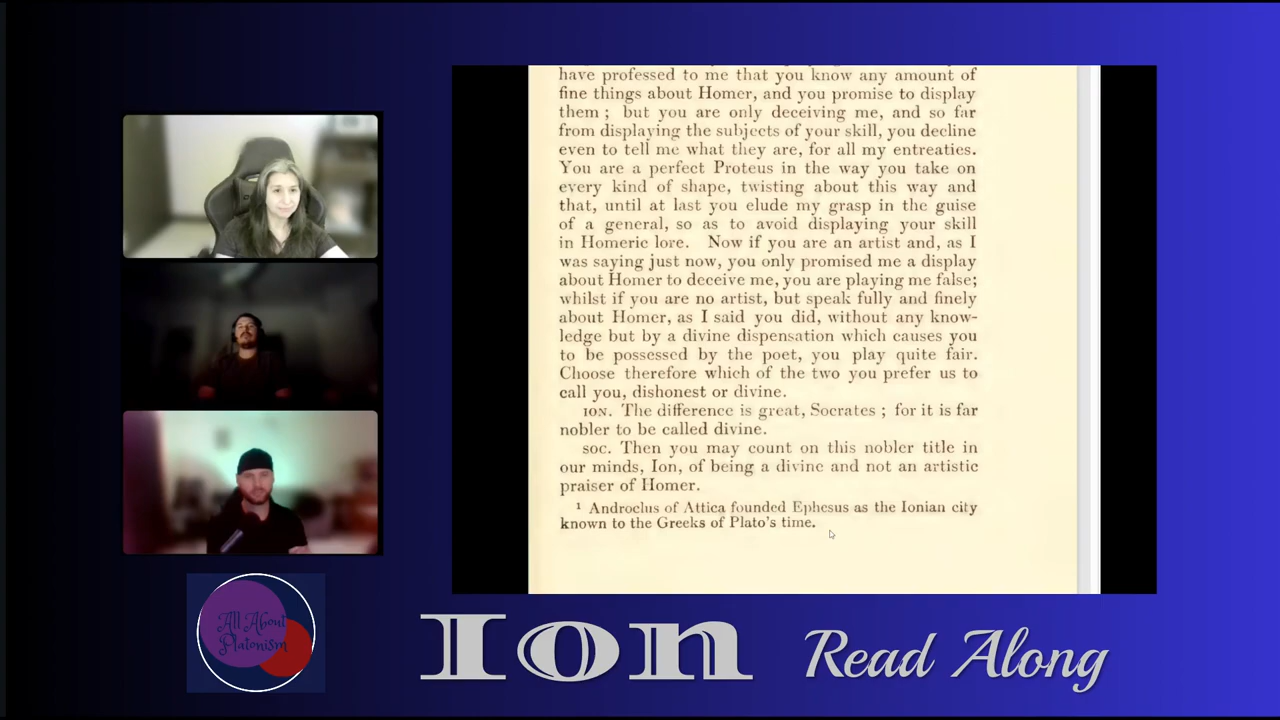 have professed to me that you know any amount of
fine things about Homer, and you promise to display
them ; but you are only deceiving me, and so far
from displaying the subjects of your skill, you decline
even to tell me what they are, for all my entreaties.
You are a perfect Proteus in the way you take on
every kind of shape, twisting about this way and
that, until at last you elude my grasp in the guise
of a general, so as to avoid displaying your skill
in Homeric lore. Now if you are an artist and, as I
was saying just now, you only promised me a display
about Homer to deceive me, you are playing me false;
whilst if you are no artist, but speak fully and finely
about Homer, as I said you did, without any know-
ledge but by a divine dispensation which causes you
to be possessed by the poet, you play quite fair.
Choose therefore which of the two you prefer us to
call you, dishonest or divine.
ION. The difference is great, Socrates ; for it is far
nobler to be called divine.
SOC. Then you may count on this nobler title in
our minds, Ion, of being a divine and not an artistic
praiser of Homer.
¹ Androclus of Attica founded Ephesus as the Ionian city
known to the Greeks of Plato's time.
All About
Platonism
Ion Read Along